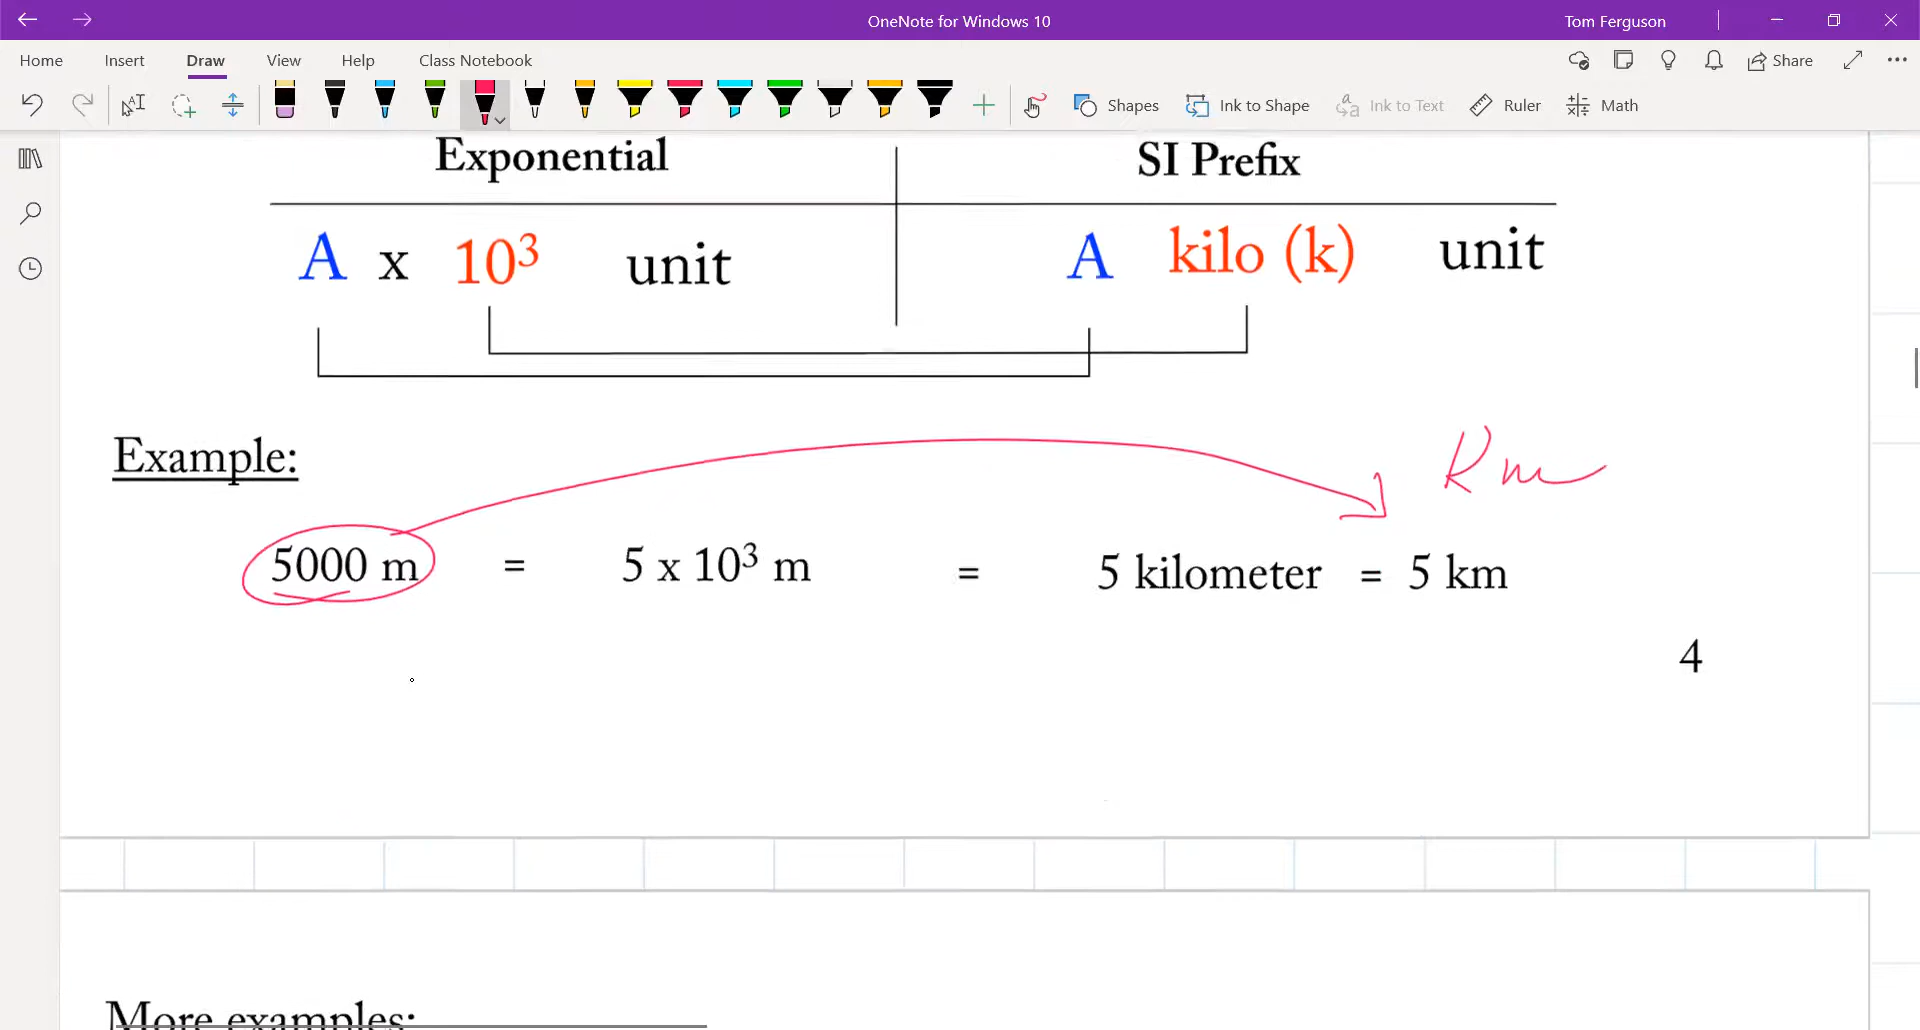 OneNote for Windows 10 Tom Ferguson
Home Insert Draw View Help Class Notebook Share
Shapes Ink to Shape Ink to Text Ruler Math
Exponential SI Prefix
A x 10³ unit A kilo (k) unit
Example:
Km
5000 m = 5 x 10³ m = 5 kilometer = 5 km
4
More examples: